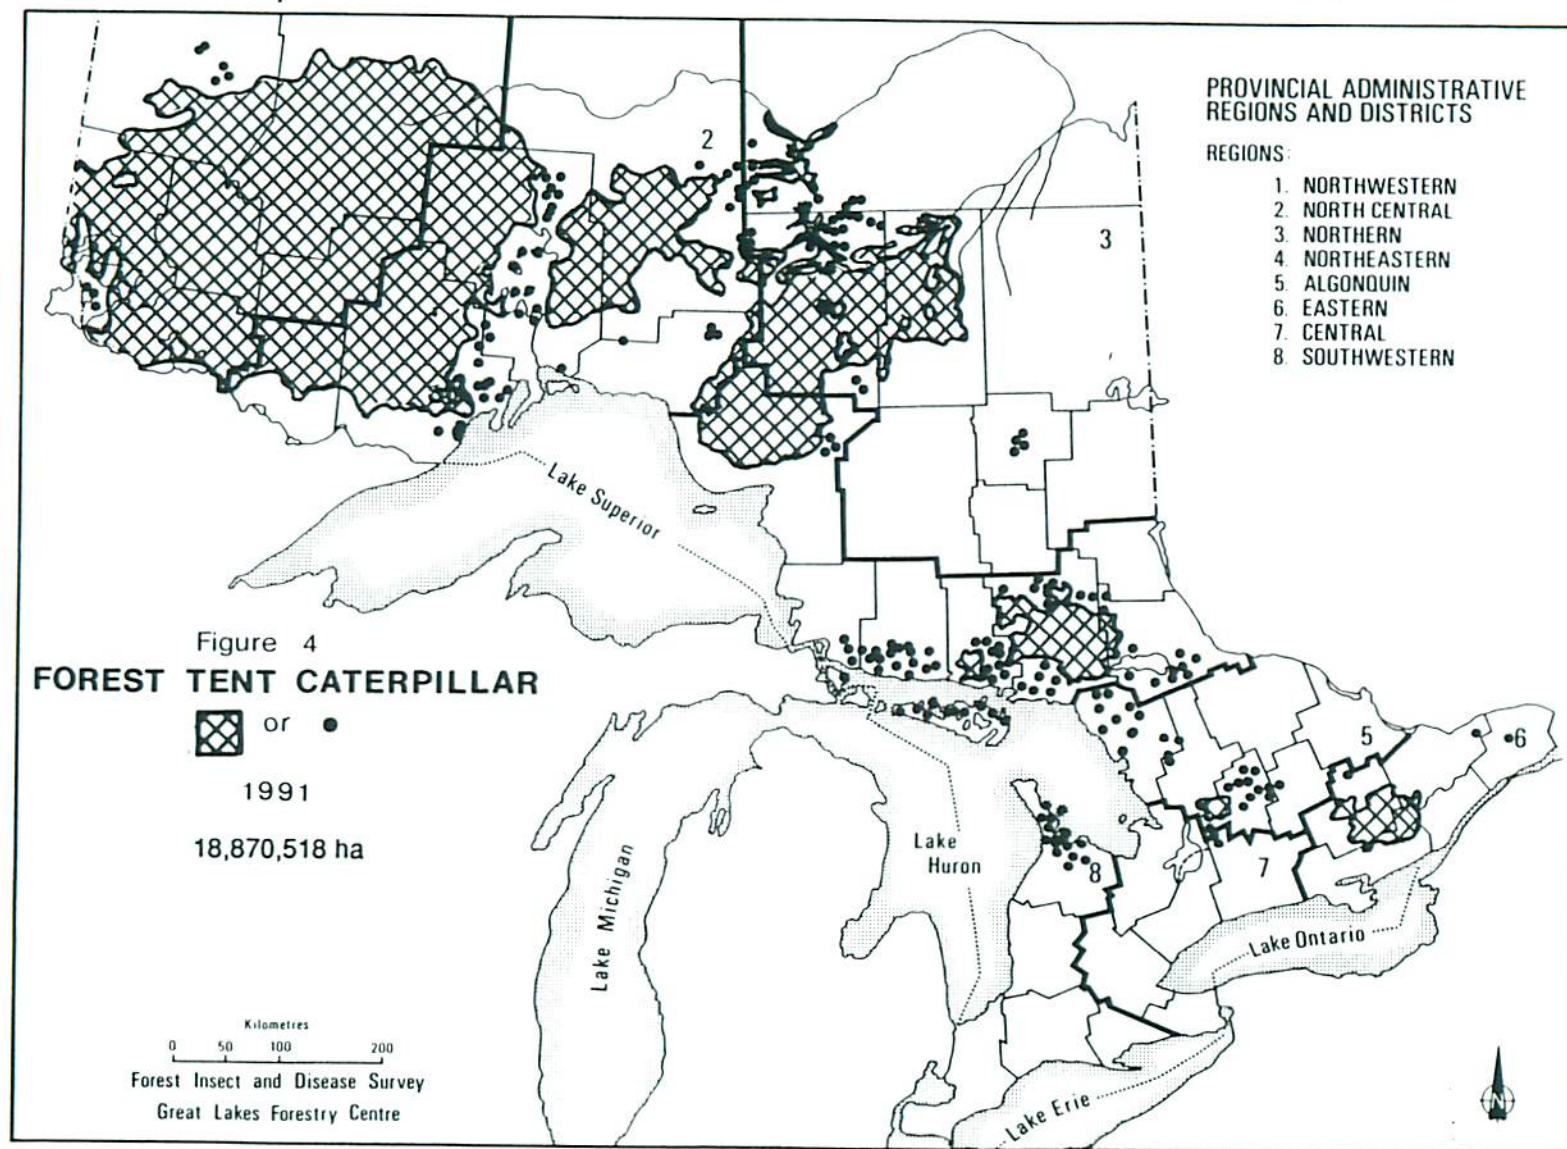 PROVINCIAL ADMINISTRATIVE
REGIONS AND DISTRICTS
REGIONS:
1. NORTHWESTERN
2. NORTH CENTRAL
3. NORTHERN
4. NORTHEASTERN
5. ALGONQUIN
6. EASTERN
7. CENTRAL
8. SOUTHWESTERN
2
3
Lake Superior
Figure 4
FOREST TENT CATERPILLAR
or
1991
18,870,518 ha
5
6
7
8
Lake
Huron
Lake Michigan
Lake Ontario
Lake Erie
Kilometres
0 50 100 200
Forest Insect and Disease Survey
Great Lakes Forestry Centre
N